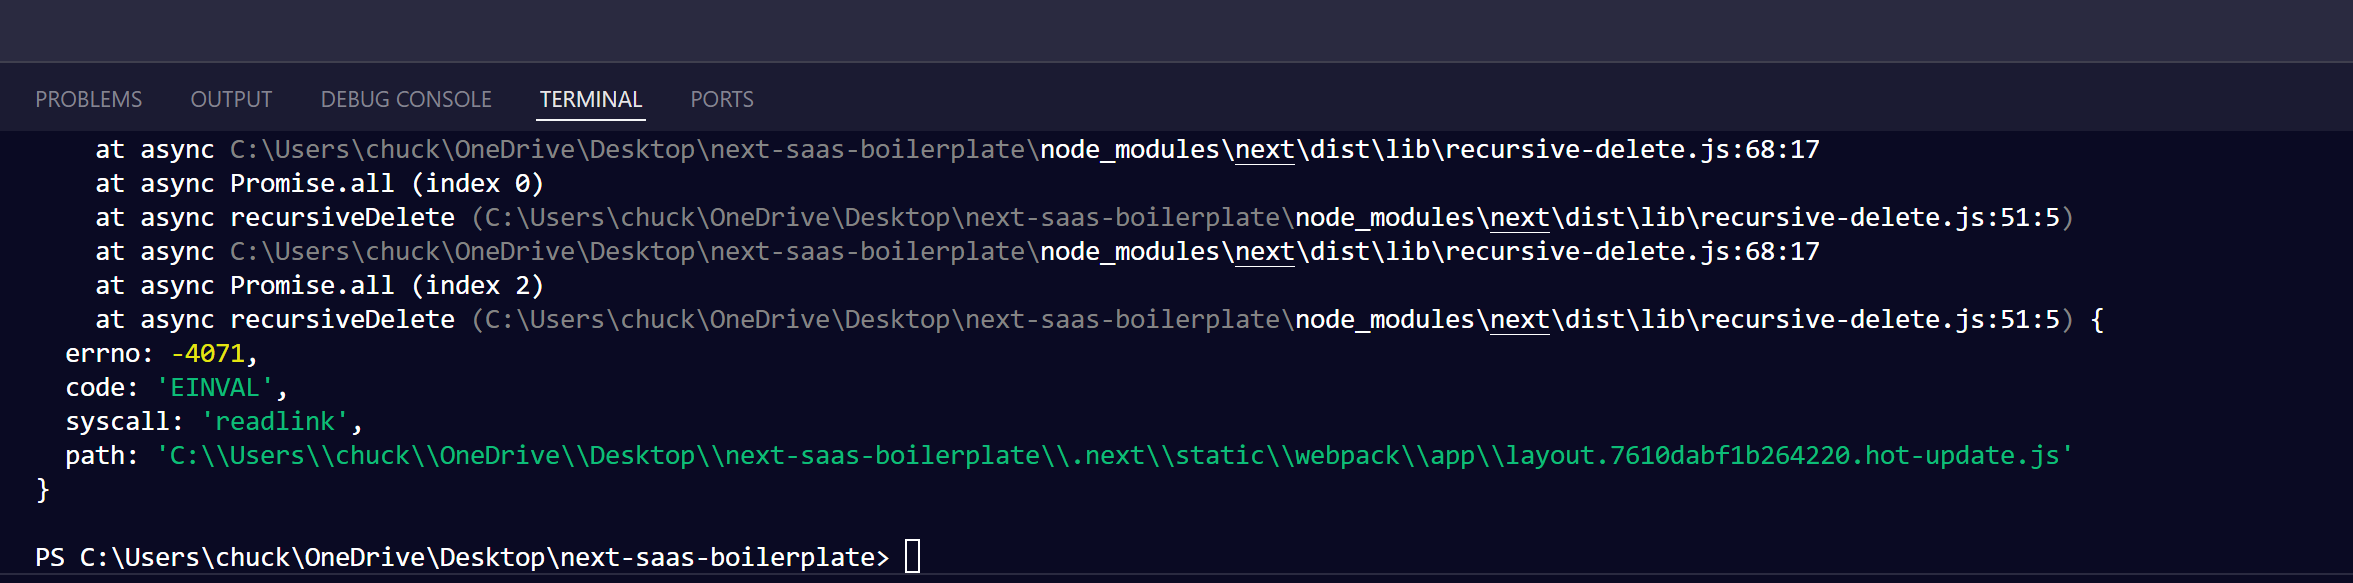 PROBLEMS OUTPUT DEBUG CONSOLE TERMINAL PORTS
at async C:\Users\chuck\OneDrive\Desktop\next-saas-boilerplate\node_modules\next\dist\lib\recursive-delete.js:68:17
at async Promise.all (index 0)
at async recursiveDelete (C:\Users\chuck\OneDrive\Desktop\next-saas-boilerplate\node_modules\next\dist\lib\recursive-delete.js:51:5)
at async C:\Users\chuck\OneDrive\Desktop\next-saas-boilerplate\node_modules\next\dist\lib\recursive-delete.js:68:17
at async Promise.all (index 2)
at async recursiveDelete (C:\Users\chuck\OneDrive\Desktop\next-saas-boilerplate\node_modules\next\dist\lib\recursive-delete.js:51:5) {
errno: -4071,
code: 'EINVAL',
syscall: 'readlink',
path: 'C:\\Users\\chuck\\OneDrive\\Desktop\\next-saas-boilerplate\\.next\\static\\webpack\\app\\layout.7610dabf1b264220.hot-update.js'
}
PS C:\Users\chuck\OneDrive\Desktop\next-saas-boilerplate>